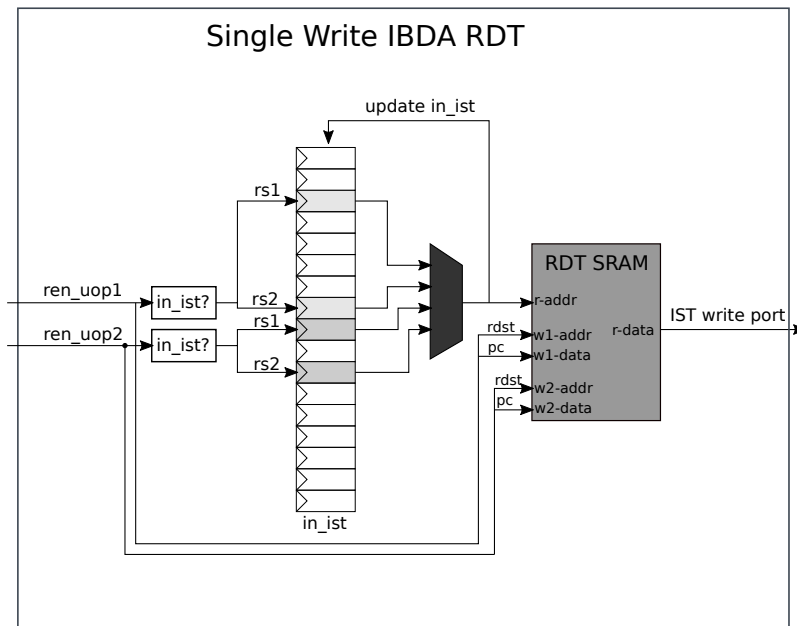 Single Write IBDA RDT
update in_ist
rs1
RDT SRAM
ren_uop1
in_ist?
rs2
r-addr
ren_uop2
in_ist?
rs1
rs2
rdst
w1-addr
pc
w1-data
r-data
IST write port
rdst
w2-addr
pc
w2-data
in_ist